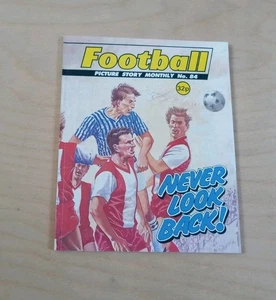 Football
PICTURE STORY MONTHLY No. 84
32p
NEVER
LOOK
BACK!